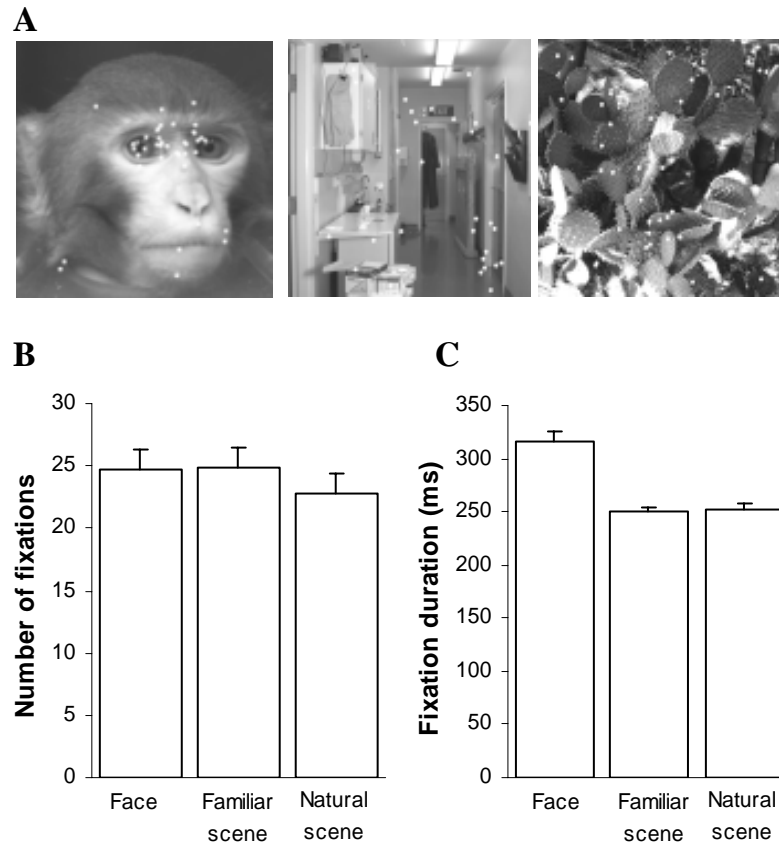 A
B
Number of fixations
30
25
20
15
10
5
0
Face
Familiar
scene
Natural
scene
C
Fixation duration (ms)
350
300
250
200
150
100
50
0
Face
Familiar
scene
Natural
scene